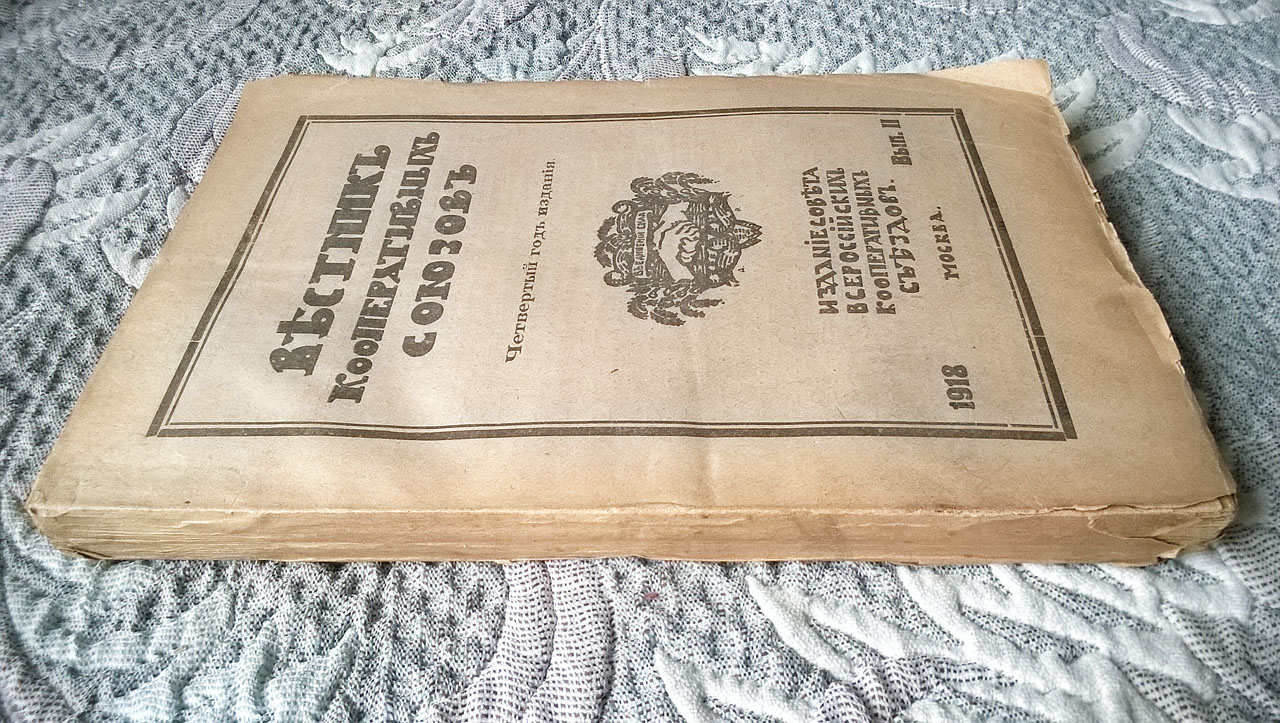 ВѢСТНИКЪ
КООПЕРАТИВНЫХЪ
СОЮЗОВЪ
Четвертый годъ изданія.
ИЗДАНІЕ СОВѢТА
ВСЕРОССІЙСКИХЪ
КООПЕРАТИВНЫХЪ
СЪѢЗДОВЪ.
Вып. II
1918
МОСКВА.